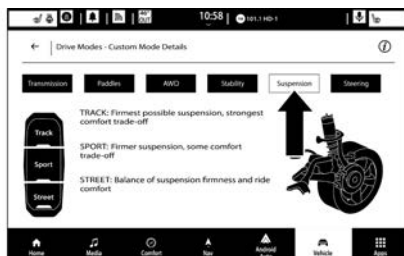 46° OUT
10:58
101.1 HD-1
Drive Modes - Custom Mode Details
Transmission Paddles AWD Stability Suspension Steering
TRACK: Firmest possible suspension, strongest
comfort trade-off
Track
SPORT: Firmer suspension, some comfort
trade-off
Sport
STREET: Balance of suspension firmness and ride
comfort
Street
Home Media Comfort Nav Android Auto Vehicle Apps